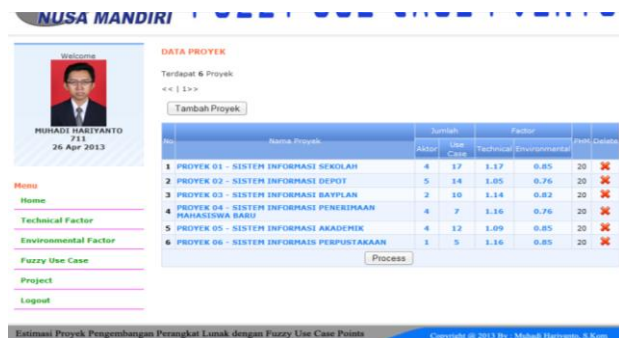 NUSA MANDIRI
Welcome
MUHADI HARIYANTO
711
26 Apr 2013
Menu
Home
Technical Factor
Environmental Factor
Fuzzy Use Case
Project
Logout
DATA PROYEK
Terdapat 6 Proyek
<< | 1>>
Tambah Proyek
No Nama Proyek Jumlah Factor PHM Delete
Aktor Use Case Technical Environmental
1 PROYEK 01 - SISTEM INFORMASI SEKOLAH 4 17 1.17 0.85 20
2 PROYEK 02 - SISTEM INFORMASI DEPOT 5 14 1.05 0.76 20
3 PROYEK 03 - SISTEM INFORMASI BAYPLAN 2 10 1.14 0.82 20
4 PROYEK 04 - SISTEM INFORMASI PENERIMAAN
MAHASISWA BARU 4 7 1.16 0.76 20
5 PROYEK 05 - SISTEM INFORMASI AKADEMIK 4 12 1.09 0.85 20
6 PROYEK 06 - SISTEM INFORMAIS PERPUSTAKAAN 1 5 1.16 0.85 20
Process
Estimasi Proyek Pengembangan Perangkat Lunak dengan Fuzzy Use Case Points
Copyright @ 2013 By : Muhadi Hariyanto, S.Kom